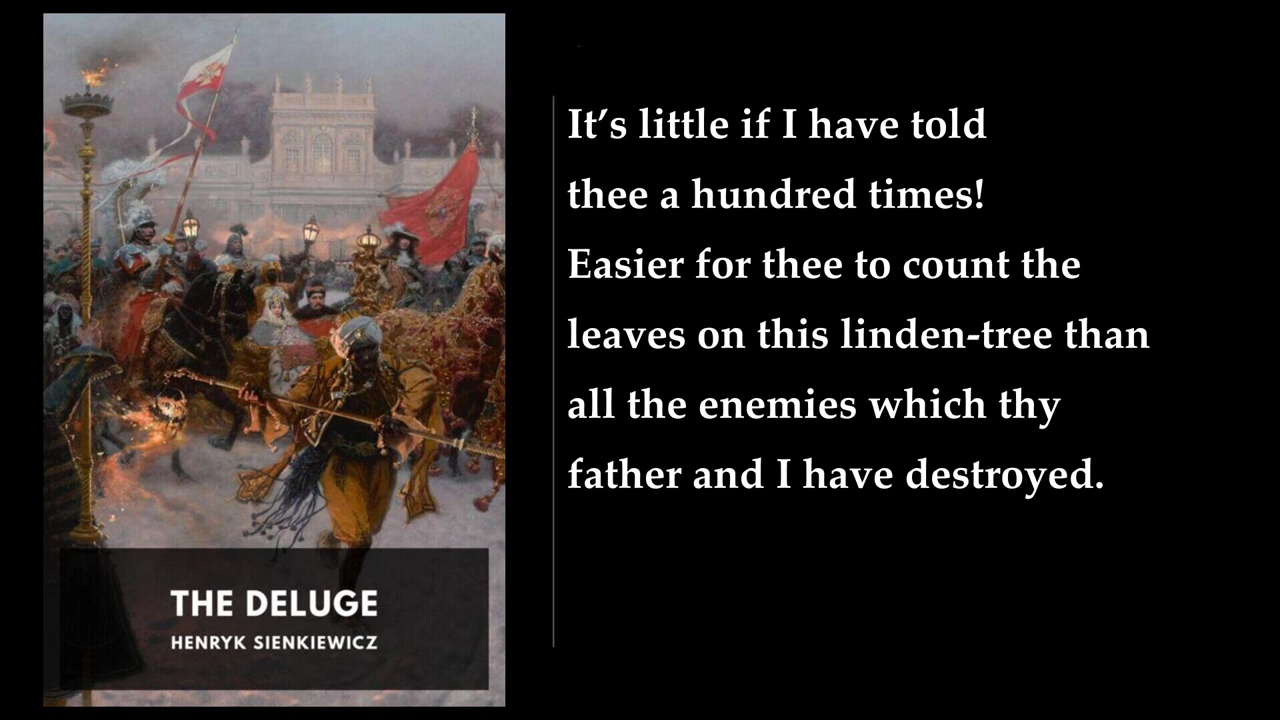 It’s little if I have told
thee a hundred times!
Easier for thee to count the
leaves on this linden-tree than
all the enemies which thy
father and I have destroyed.
THE DELUGE
HENRYK SIENKIEWICZ